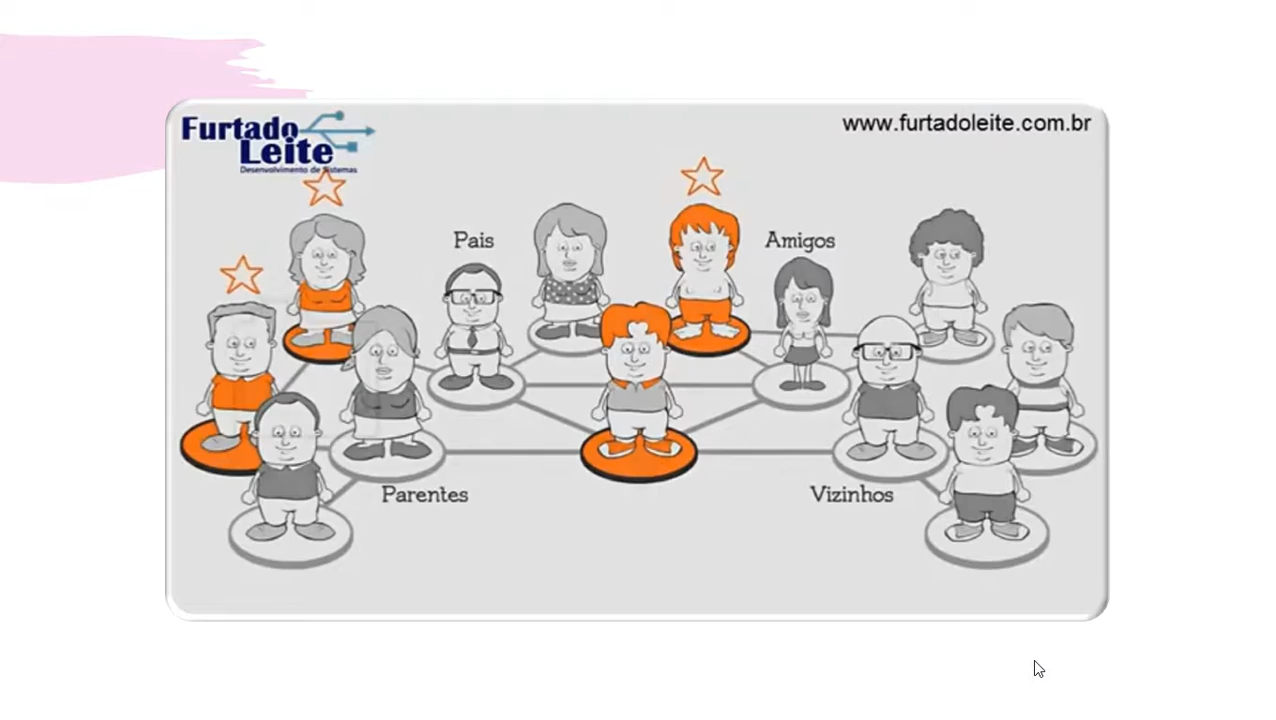 Furtado
Leite
Desenvolvimento de Sistemas
www.furtadoleite.com.br
Pais
Amigos
Parentes
Vizinhos